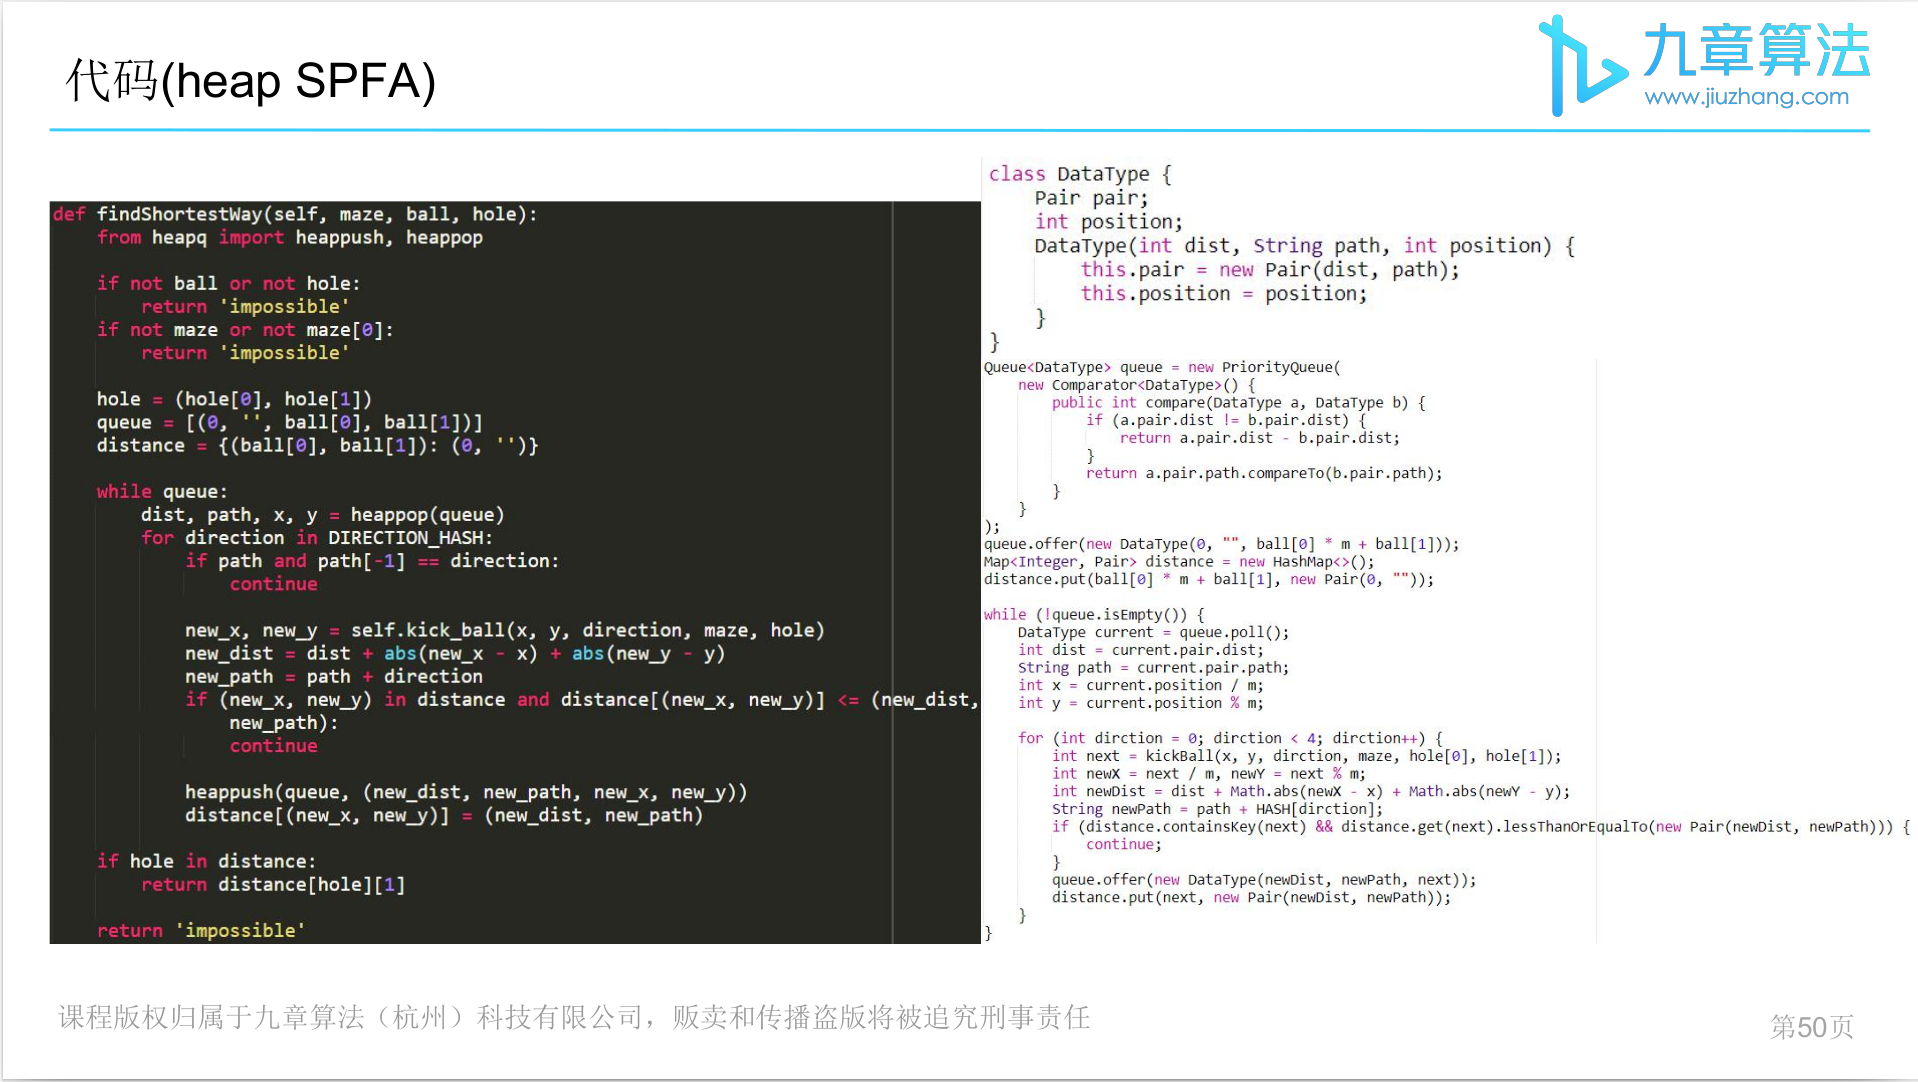 代码(heap SPFA)
九章算法
www.jiuzhang.com
def findShortestWay(self, maze, ball, hole):
    from heapq import heappush, heappop

    if not ball or not hole:
        return 'impossible'
    if not maze or not maze[0]:
        return 'impossible'

    hole = (hole[0], hole[1])
    queue = [(0, '', ball[0], ball[1])]
    distance = {(ball[0], ball[1]): (0, '')}

    while queue:
        dist, path, x, y = heappop(queue)
        for direction in DIRECTION_HASH:
            if path and path[-1] == direction:
                continue

            new_x, new_y = self.kick_ball(x, y, direction, maze, hole)
            new_dist = dist + abs(new_x - x) + abs(new_y - y)
            new_path = path + direction
            if (new_x, new_y) in distance and distance[(new_x, new_y)] <= (new_dist,
                new_path):
                continue

            heappush(queue, (new_dist, new_path, new_x, new_y))
            distance[(new_x, new_y)] = (new_dist, new_path)

    if hole in distance:
        return distance[hole][1]

    return 'impossible'
class DataType {
    Pair pair;
    int position;
    DataType(int dist, String path, int position) {
        this.pair = new Pair(dist, path);
        this.position = position;
    }
}
Queue<DataType> queue = new PriorityQueue(
    new Comparator<DataType>() {
        public int compare(DataType a, DataType b) {
            if (a.pair.dist != b.pair.dist) {
                return a.pair.dist - b.pair.dist;
            }
            return a.pair.path.compareTo(b.pair.path);
        }
    }
);
queue.offer(new DataType(0, "", ball[0] * m + ball[1]));
Map<Integer, Pair> distance = new HashMap<>();
distance.put(ball[0] * m + ball[1], new Pair(0, ""));

while (!queue.isEmpty()) {
    DataType current = queue.poll();
    int dist = current.pair.dist;
    String path = current.pair.path;
    int x = current.position / m;
    int y = current.position % m;

    for (int dirction = 0; dirction < 4; dirction++) {
        int next = kickBall(x, y, dirction, maze, hole[0], hole[1]);
        int newX = next / m, newY = next % m;
        int newDist = dist + Math.abs(newX - x) + Math.abs(newY - y);
        String newPath = path + HASH[dirction];
        if (distance.containsKey(next) && distance.get(next).lessThanOrEqualTo(new Pair(newDist, newPath))) {
            continue;
        }
        queue.offer(new DataType(newDist, newPath, next));
        distance.put(next, new Pair(newDist, newPath));
    }
}
课程版权归属于九章算法（杭州）科技有限公司，贩卖和传播盗版将被追究刑事责任
第50页